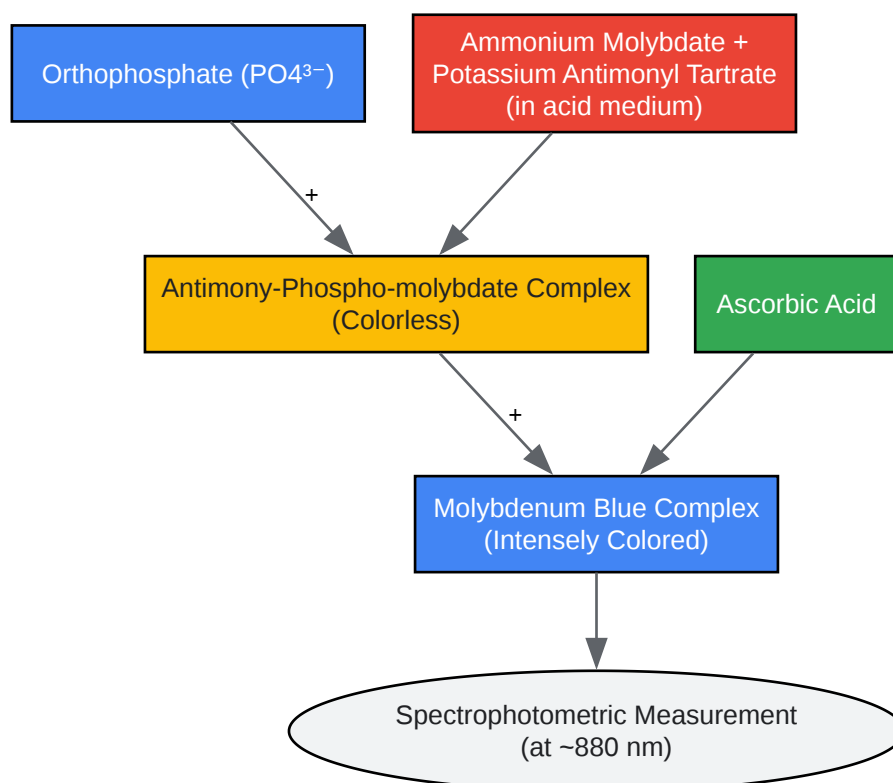 Orthophosphate (PO4³⁻)
Ammonium Molybdate +
Potassium Antimonyl Tartrate
(in acid medium)
+
Antimony-Phospho-molybdate Complex
(Colorless)
Ascorbic Acid
+
Molybdenum Blue Complex
(Intensely Colored)
Spectrophotometric Measurement
(at ~880 nm)